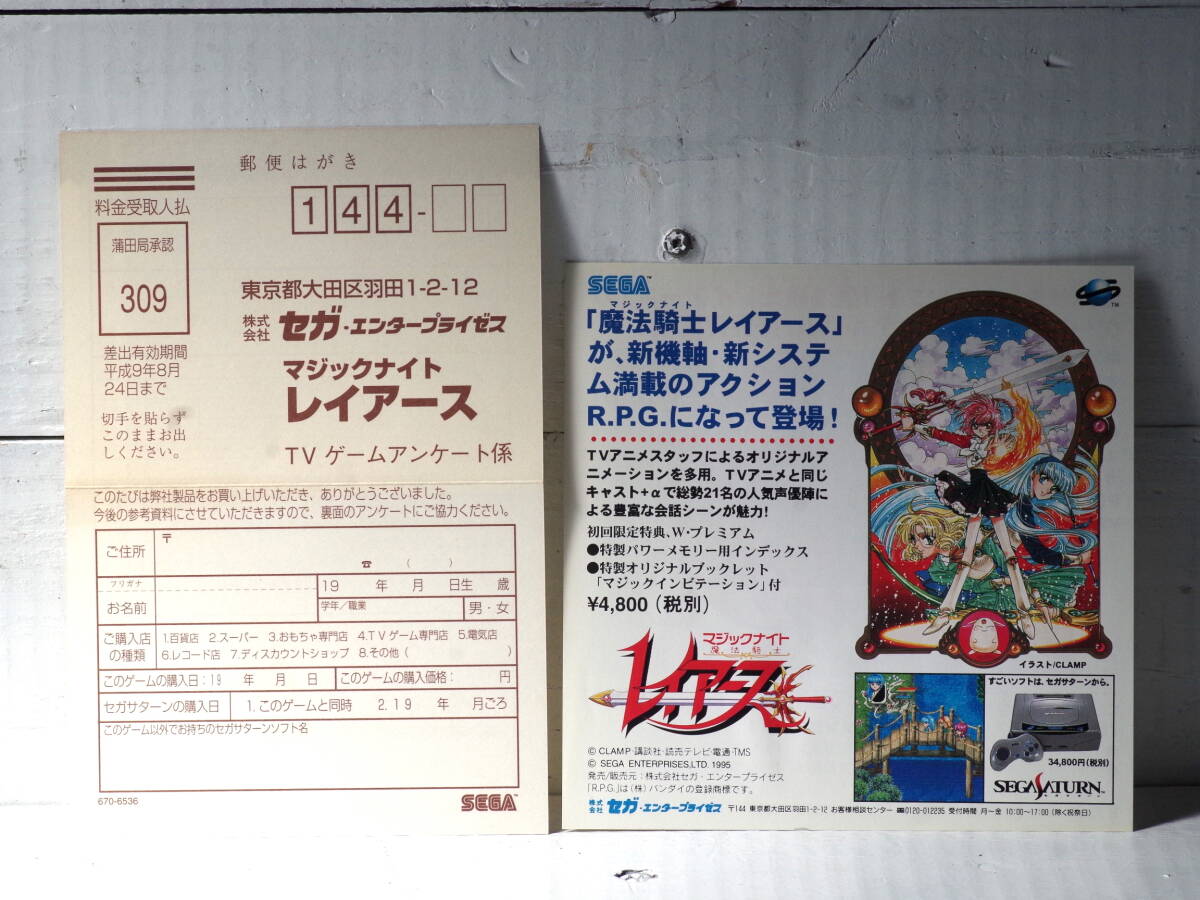 郵便はがき
料金受取人払
144-
蒲田局承認
309
差出有効期間
平成9年8月
24日まで
切手を貼らず
このままお出
しください。
東京都大田区羽田1-2-12
株式会社 セガ・エンタープライゼス
マジックナイト
レイアース
TVゲームアンケート係
このたびは弊社製品をお買い上げいただき、ありがとうございました。
今後の参考資料にさせていただきますので、裏面のアンケートにご協力ください。
ご住所 〒
☎ ( )
フリガナ
お名前
19 年 月 日生 歳
学年/職業
男・女
ご購入店の種類
1.百貨店 2.スーパー 3.おもちゃ専門店 4.TVゲーム専門店 5.電気店
6.レコード店 7.ディスカウントショップ 8.その他( )
このゲームの購入日:19 年 月 日 このゲームの購入価格: 円
セガサターンの購入日 1.このゲームと同時 2.19 年 月ごろ
このゲーム以外でお持ちのセガサターンソフト名
670-6536
SEGA
SEGA™
マジックナイト
「魔法騎士レイアース」
が、新機軸・新システ
ム満載のアクション
R.P.G.になって登場!
TVアニメスタッフによるオリジナルア
ニメーションを多用。TVアニメと同じ
キャスト+αで総勢21名の人気声優陣に
よる豊富な会話シーンが魅力!
初回限定特典、W・プレミアム
●特製パワーメモリー用インデックス
●特製オリジナルブックレット
「マジックインビテーション」付
¥4,800(税別)
マジックナイト
魔法騎士
レイアース
© CLAMP・講談社・読売テレビ・電通・TMS
© SEGA ENTERPRISES,LTD. 1995
発売/販売元:株式会社セガ・エンタープライゼス
「R.P.G.」は(株)バンダイの登録商標です。
株式会社 セガ・エンタープライゼス 〒144 東京都大田区羽田1-2-12 お客様相談センター ☎0120-012235 受付時間 月～金 10:00～17:00(除く祝祭日)
TM
イラスト/CLAMP
すごいソフトは、セガサターンから。
34,800円(税別)
SEGA SATURN™
セガサターン